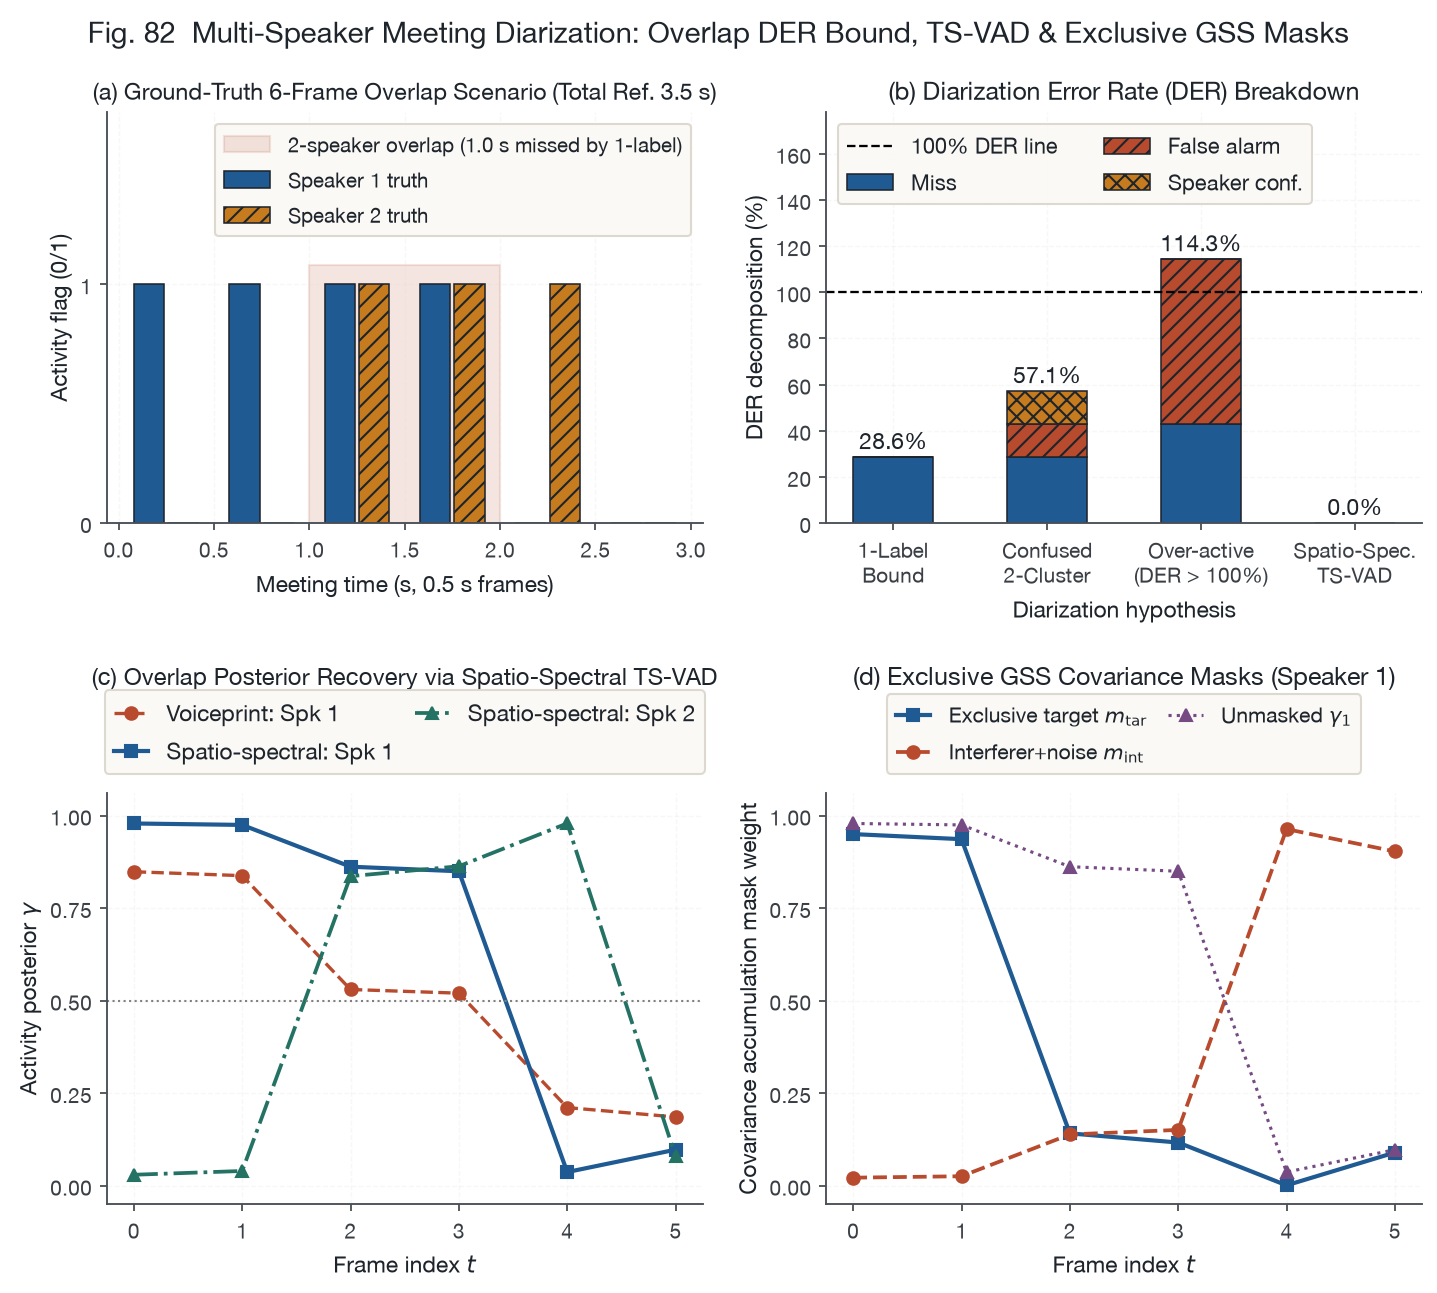 Fig. 82  Multi-Speaker Meeting Diarization: Overlap DER Bound, TS-VAD & Exclusive GSS Masks
(a) Ground-Truth 6-Frame Overlap Scenario (Total Ref. 3.5 s)
2-speaker overlap (1.0 s missed by 1-label)
Speaker 1 truth
Speaker 2 truth
Activity flag (0/1)
1
0
0.0 0.5 1.0 1.5 2.0 2.5 3.0
Meeting time (s, 0.5 s frames)
(b) Diarization Error Rate (DER) Breakdown
100% DER line
Miss
False alarm
Speaker conf.
DER decomposition (%)
160
140
120
100
80
60
40
20
0
28.6%
57.1%
114.3%
0.0%
1-Label
Bound
Confused
2-Cluster
Over-active
(DER > 100%)
Spatio-Spec.
TS-VAD
Diarization hypothesis
(c) Overlap Posterior Recovery via Spatio-Spectral TS-VAD
Voiceprint: Spk 1
Spatio-spectral: Spk 1
Spatio-spectral: Spk 2
Activity posterior γ
1.00
0.75
0.50
0.25
0.00
0 1 2 3 4 5
Frame index t
(d) Exclusive GSS Covariance Masks (Speaker 1)
Exclusive target m_tar
Interferer+noise m_int
Unmasked γ₁
Covariance accumulation mask weight
1.00
0.75
0.50
0.25
0.00
0 1 2 3 4 5
Frame index t